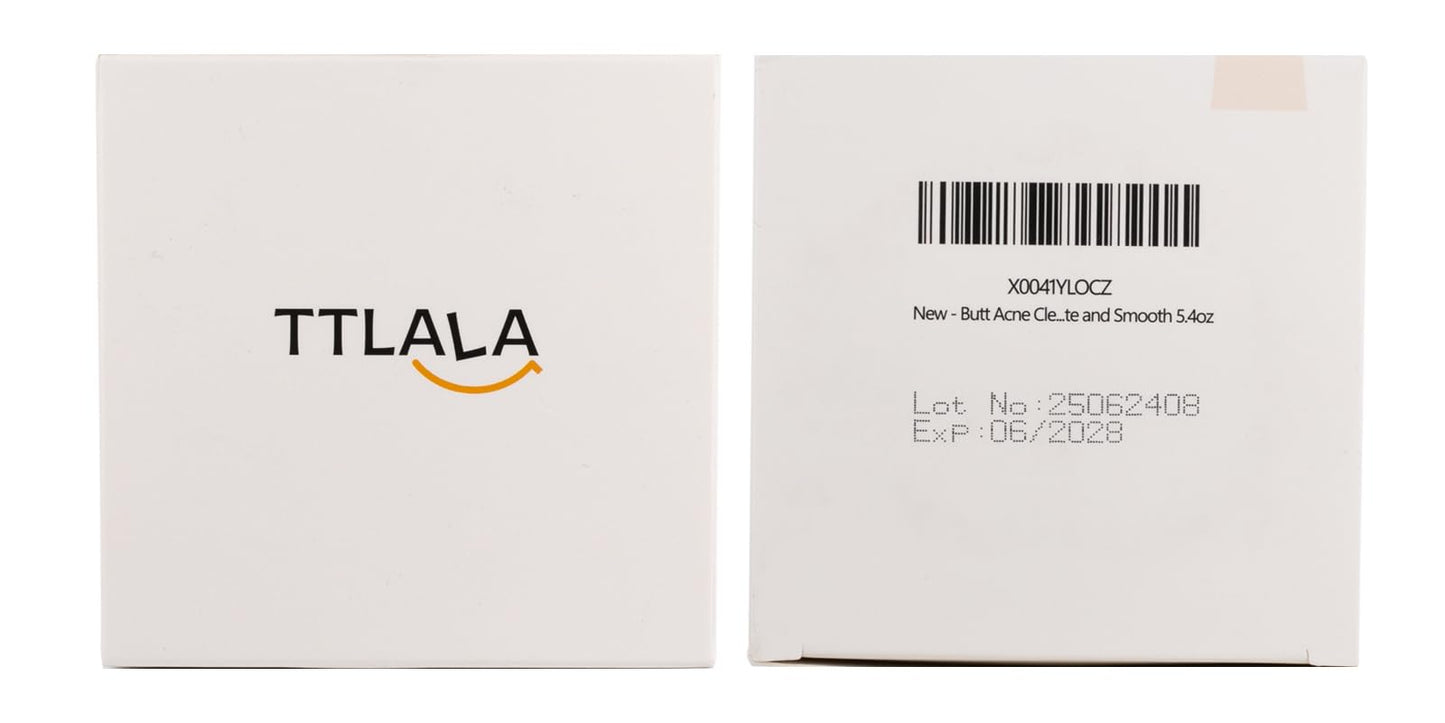 TTLALA
X0041YLOCZ
New - Butt Acne Cle...te and Smooth 5.4oz
Lot No:25062408
Exp:06/2028